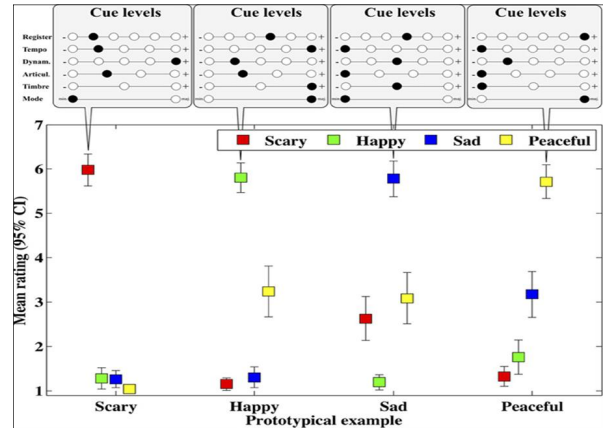 Cue levels Cue levels Cue levels Cue levels
Register - + - + - + - +
Tempo - + - + - + - +
Dynam. - + - + - + - +
Articul. - + - + - + - +
Timbre - + - + - + - +
Mode
7
Scary Happy Sad Peaceful
6
5
4
3
2
1
Mean rating (95% CI)
Scary Happy Sad Peaceful
Prototypical example